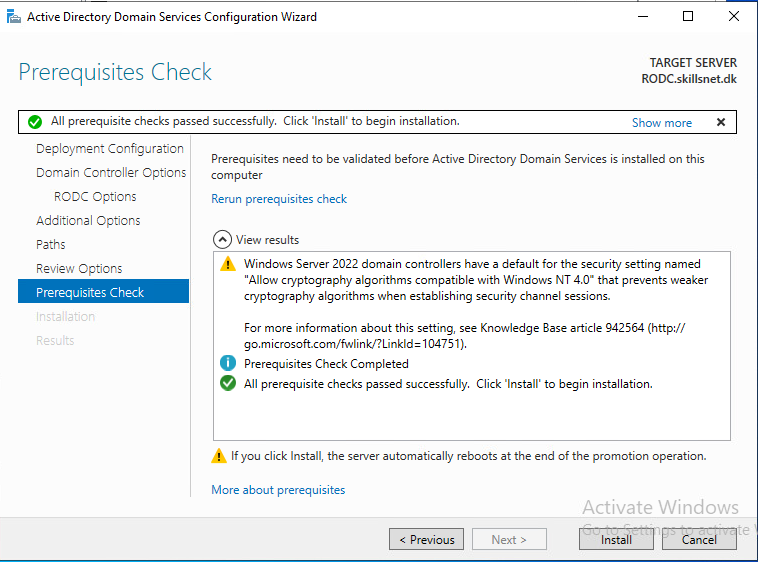 Active Directory Domain Services Configuration Wizard
Prerequisites Check
TARGET SERVER
RODC.skillsnet.dk
All prerequisite checks passed successfully.  Click 'Install' to begin installation.
Show more
Deployment Configuration
Domain Controller Options
RODC Options
Additional Options
Paths
Review Options
Prerequisites Check
Installation
Results
Prerequisites need to be validated before Active Directory Domain Services is installed on this
computer
Rerun prerequisites check
View results
Windows Server 2022 domain controllers have a default for the security setting named
"Allow cryptography algorithms compatible with Windows NT 4.0" that prevents weaker
cryptography algorithms when establishing security channel sessions.
For more information about this setting, see Knowledge Base article 942564 (http://
go.microsoft.com/fwlink/?LinkId=104751).
Prerequisites Check Completed
All prerequisite checks passed successfully.  Click 'Install' to begin installation.
If you click Install, the server automatically reboots at the end of the promotion operation.
More about prerequisites
Activate Windows
Go to Settings to activate
< Previous
Next >
Install
Cancel